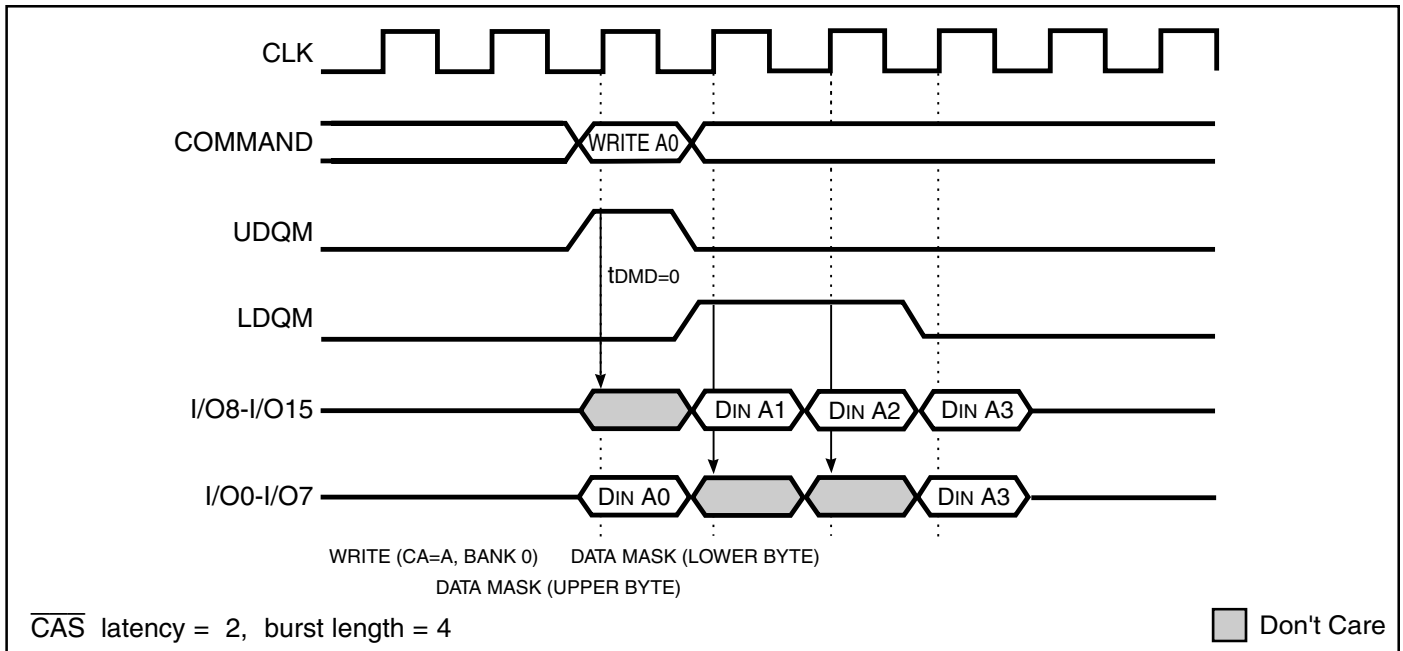 CLK
COMMAND WRITE A0
UDQM
tDMD=0
LDQM
I/O8-I/O15 DIN A1 DIN A2 DIN A3
I/O0-I/O7 DIN A0 DIN A3
WRITE (CA=A, BANK 0) DATA MASK (LOWER BYTE)
DATA MASK (UPPER BYTE)
CAS latency = 2, burst length = 4 Don't Care